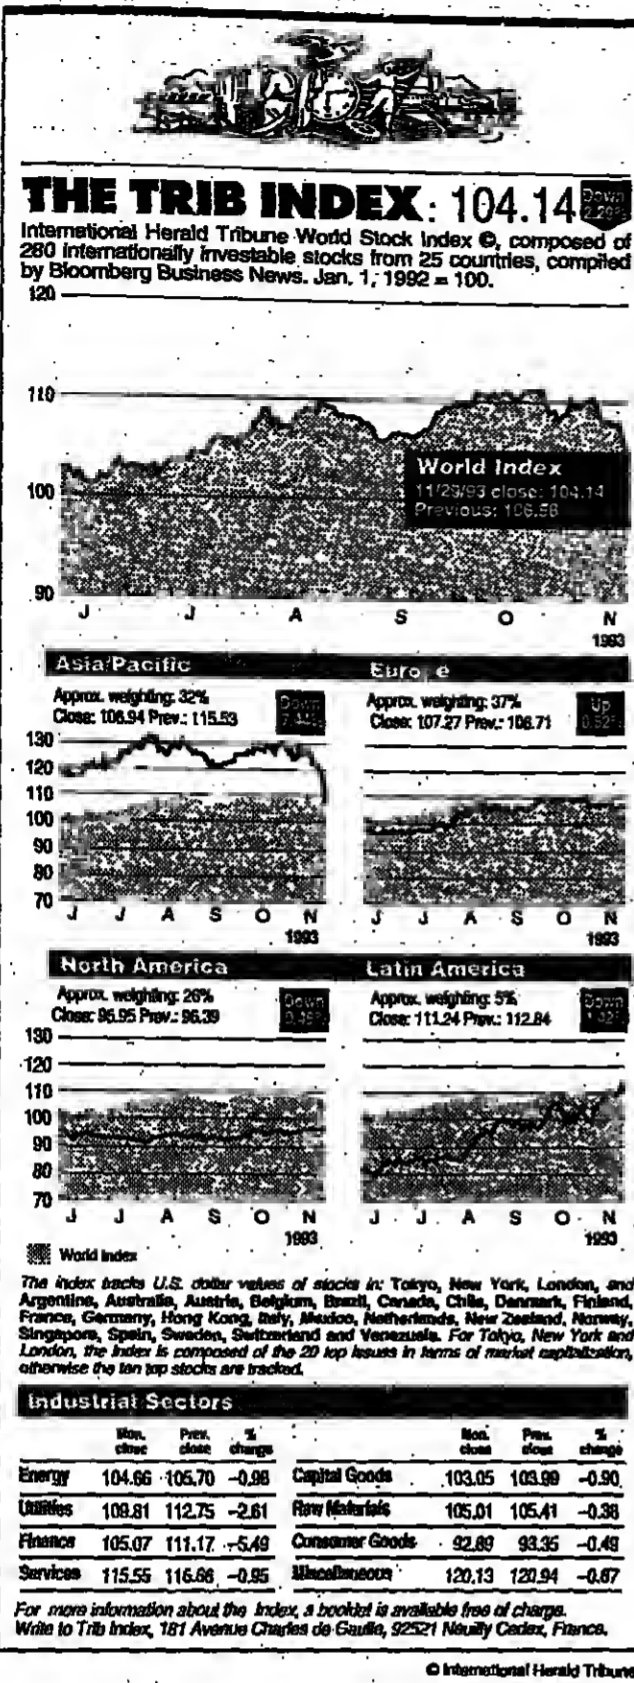 THE TRIB INDEX: 104.14 Down 2.29%
International Herald Tribune World Stock Index ©, composed of
280 internationally investable stocks from 25 countries, compiled
by Bloomberg Business News. Jan. 1, 1992 = 100.
120
110
100
90
World Index
11/29/93 close: 104.14
Previous: 106.58
J J A S O N
1993
Asia/Pacific
Approx. weighting: 32%
Close: 106.94 Prev.: 115.53
Down
130
120
110
100
90
80
70
J J A S O N
1993
Europe
Approx. weighting: 37%
Close: 107.27 Prev.: 106.71
Up
0.52%
J J A S O N
1993
North America
Approx. weighting: 26%
Close: 95.95 Prev.: 96.39
Down
130
120
110
100
90
80
70
J J A S O N
1993
Latin America
Approx. weighting: 5%
Close: 111.24 Prev.: 112.84
Down
J J A S O N
1993
World Index
The index tracks U.S. dollar values of stocks in: Tokyo, New York, London, and
Argentina, Australia, Austria, Belgium, Brazil, Canada, Chile, Denmark, Finland,
France, Germany, Hong Kong, Italy, Mexico, Netherlands, New Zealand, Norway,
Singapore, Spain, Sweden, Switzerland and Venezuela. For Tokyo, New York and
London, the index is composed of the 20 top issues in terms of market capitalization,
otherwise the ten top stocks are tracked.
Industrial Sectors
Mon. close Prev. close % change
Energy 104.66 105.70 –0.98
Utilities 109.81 112.75 –2.61
Finance 105.07 111.17 –5.49
Services 115.55 116.66 –0.95
Mon. close Prev. close % change
Capital Goods 103.05 103.99 –0.90
Raw Materials 105.01 105.41 –0.38
Consumer Goods 92.89 93.35 –0.49
Miscellaneous 120.13 120.94 –0.67
For more information about the Index, a booklet is available free of charge.
Write to Trib Index, 181 Avenue Charles de Gaulle, 92521 Neuilly Cedex, France.
© International Herald Tribune